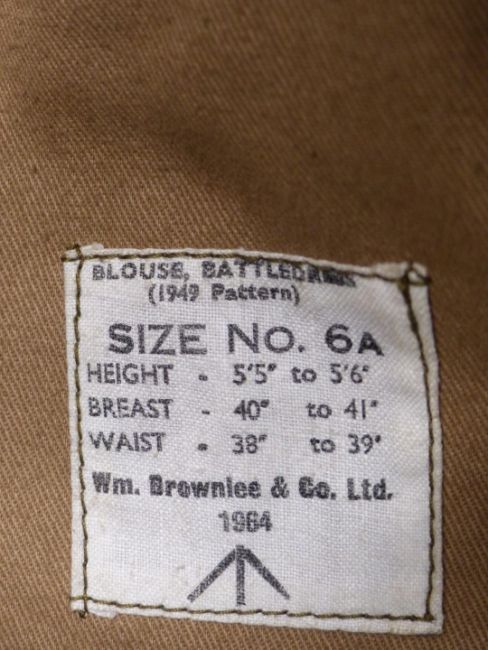 BLOUSE, BATTLEDRESS
(1949 Pattern)
SIZE No. 6A
HEIGHT - 5'5" to 5'6"
BREAST - 40" to 41"
WAIST - 38" to 39"
Wm. Brownlee & Co. Ltd.
1964